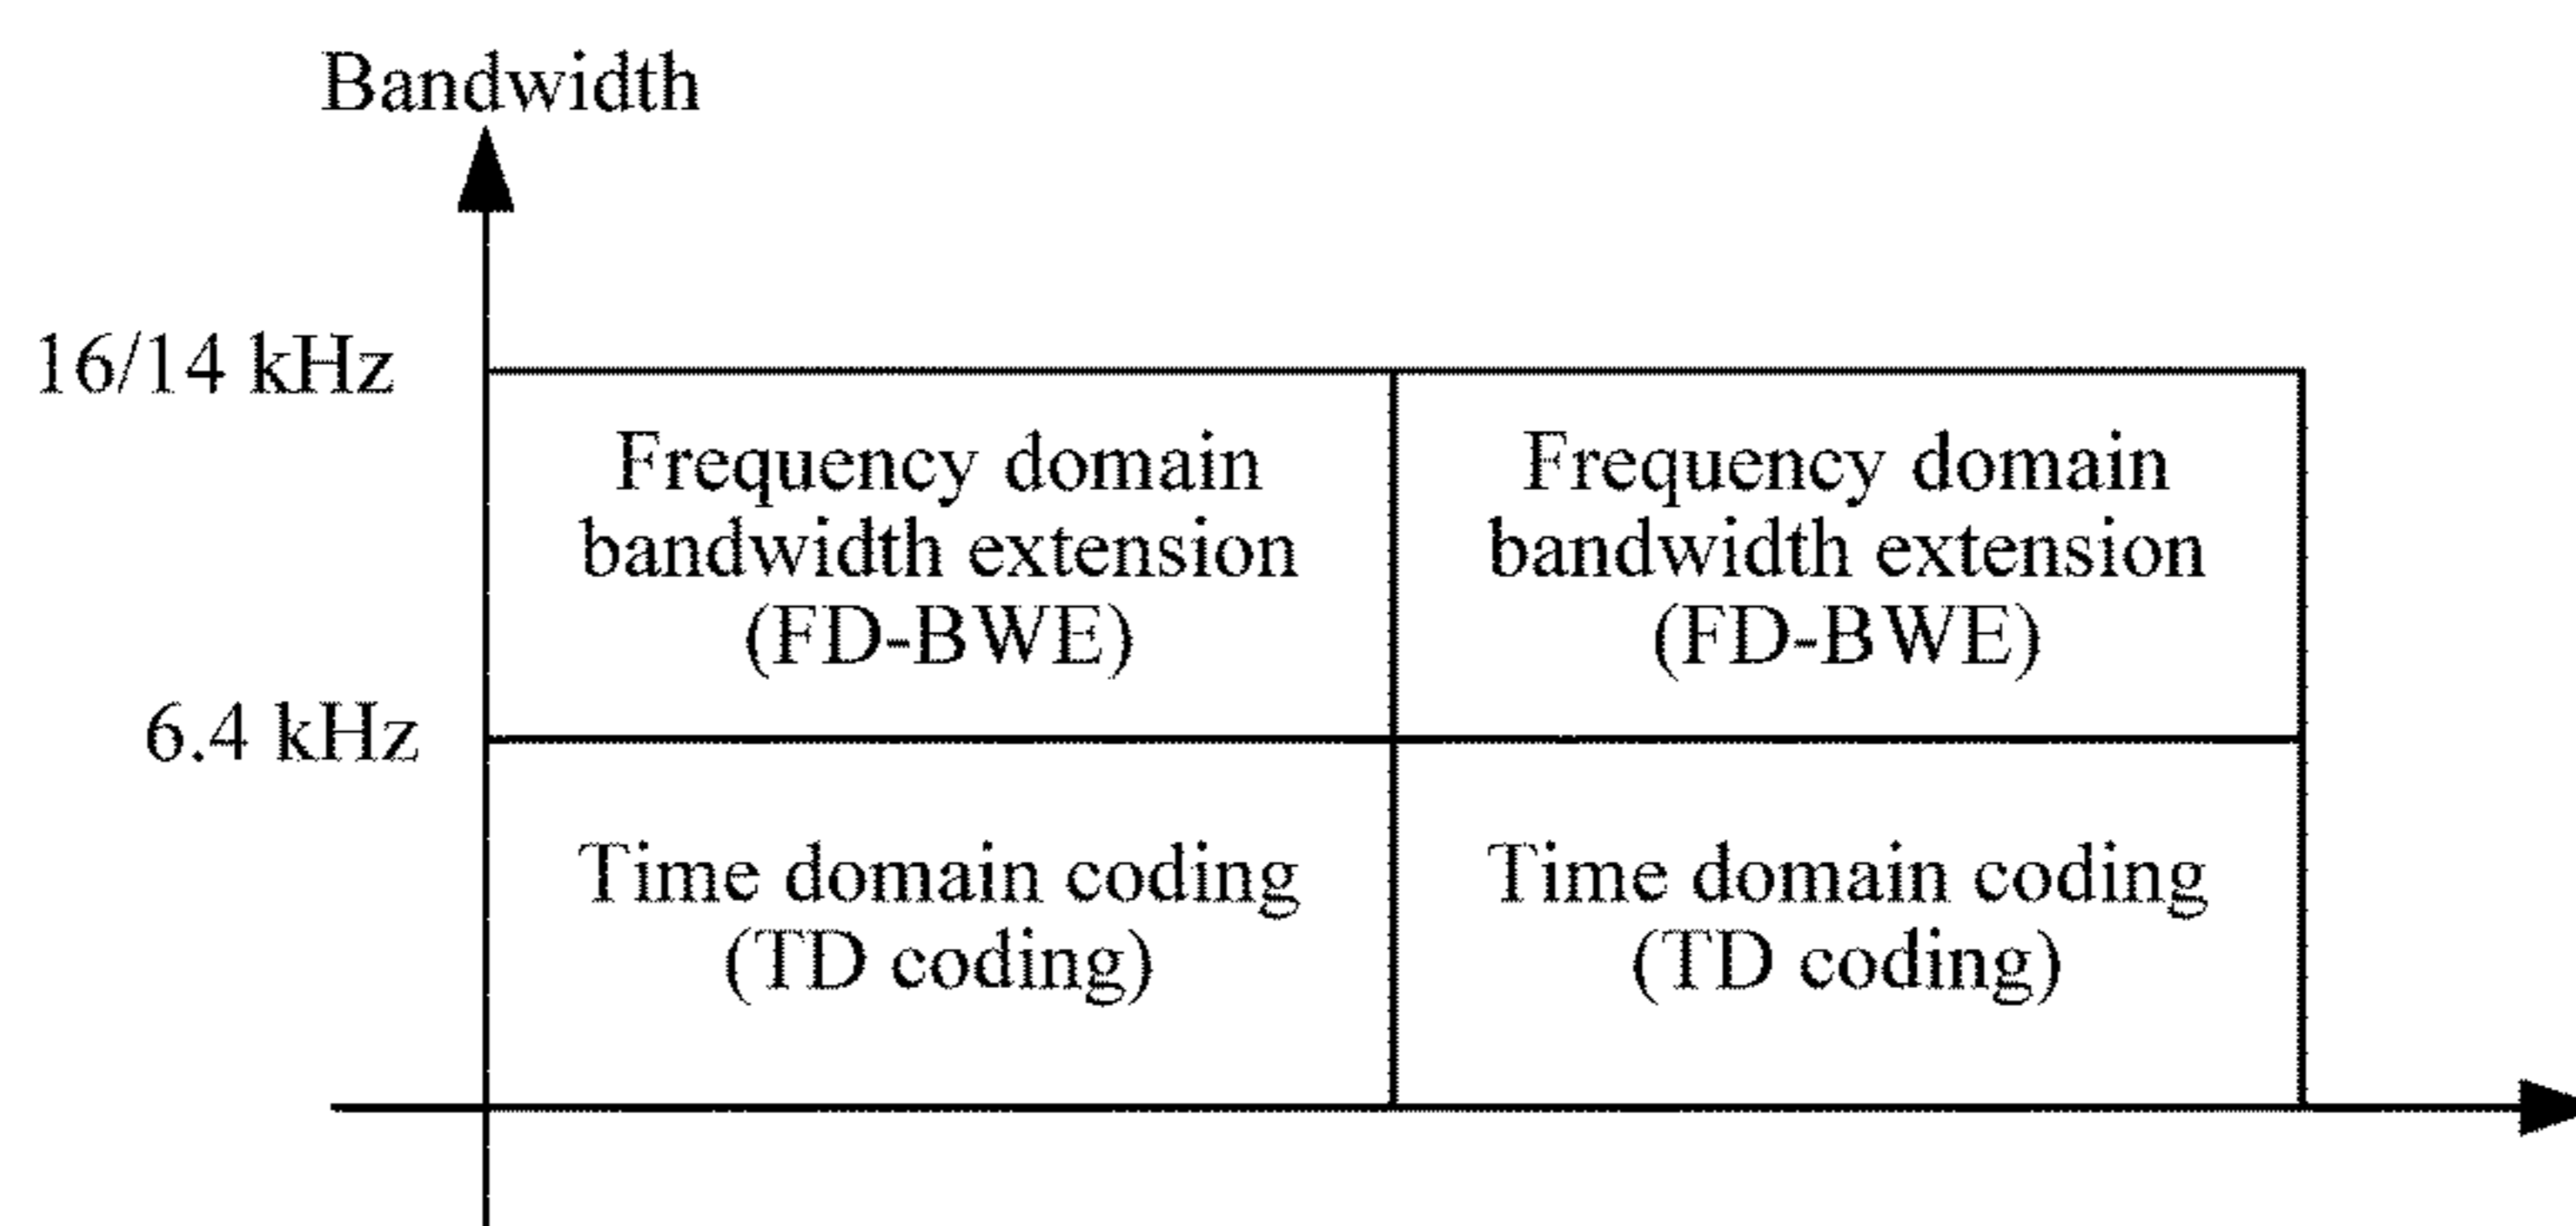 Bandwidth
16/14 kHz
Frequency domain
bandwidth extension
(FD-BWE)
Frequency domain
bandwidth extension
(FD-BWE)
6.4 kHz
Time domain coding
(TD coding)
Time domain coding
(TD coding)